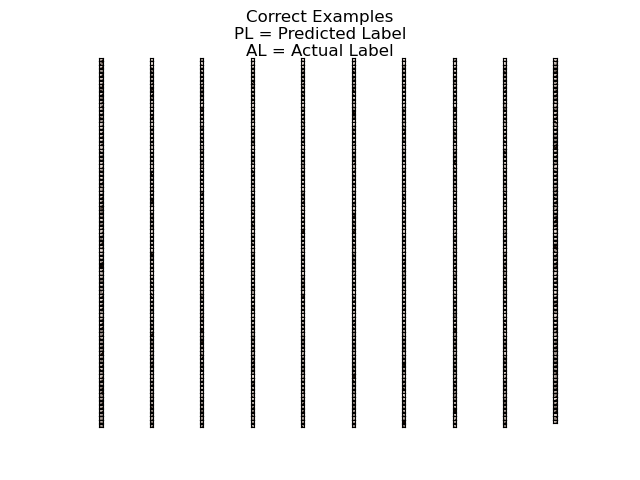 Correct Examples
PL = Predicted Label
AL = Actual Label